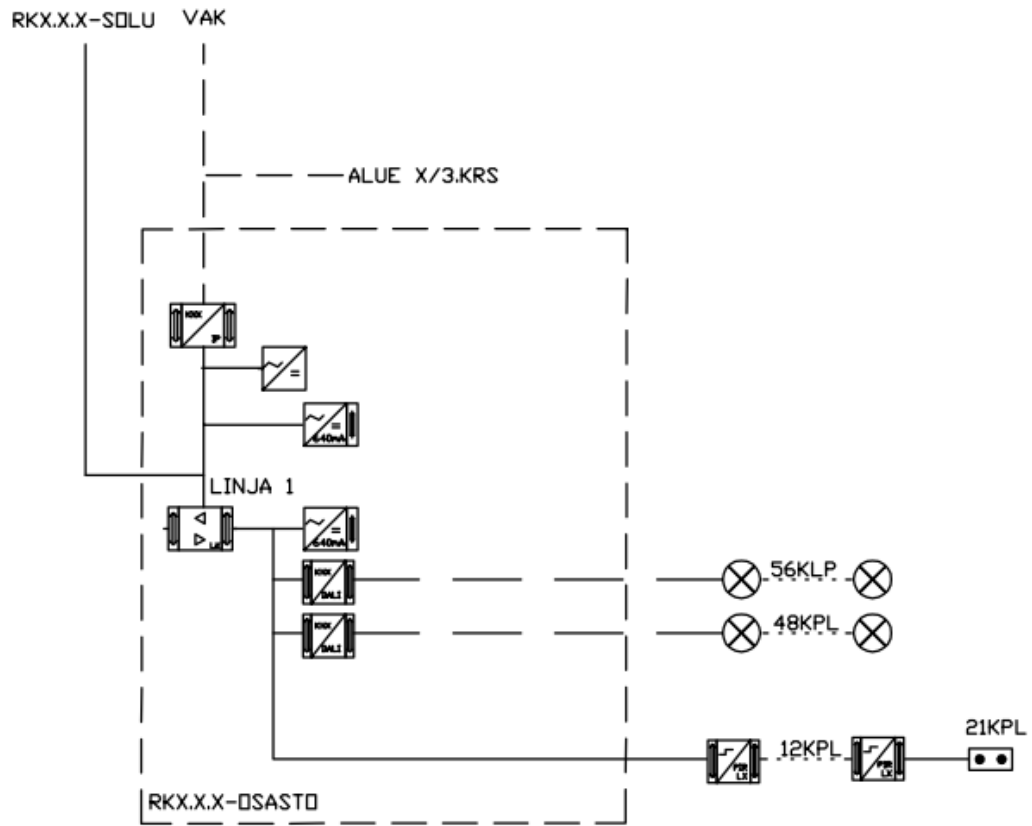 RKX.X.X-SOLU VAK
ALUE X/3.KRS
KNX
IP
640mA
LINJA 1
LK
640mA
KNX
DALI
56KLP
KNX
DALI
48KPL
21KPL
12KPL
PIR
LX
PIR
LX
RKX.X.X-OSASTO